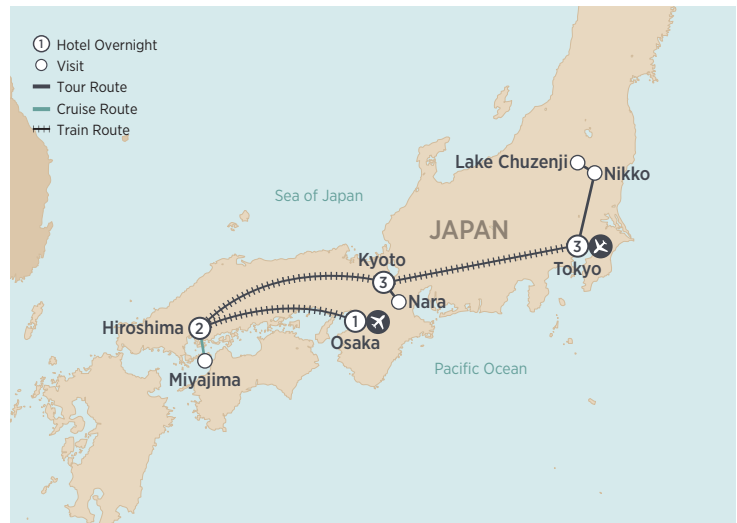 1 Hotel Overnight
Visit
Tour Route
Cruise Route
Train Route
Lake Chuzenji
Nikko
Sea of Japan
JAPAN
3
Tokyo
Kyoto
3
Nara
Hiroshima 2
1
Osaka
Miyajima
Pacific Ocean